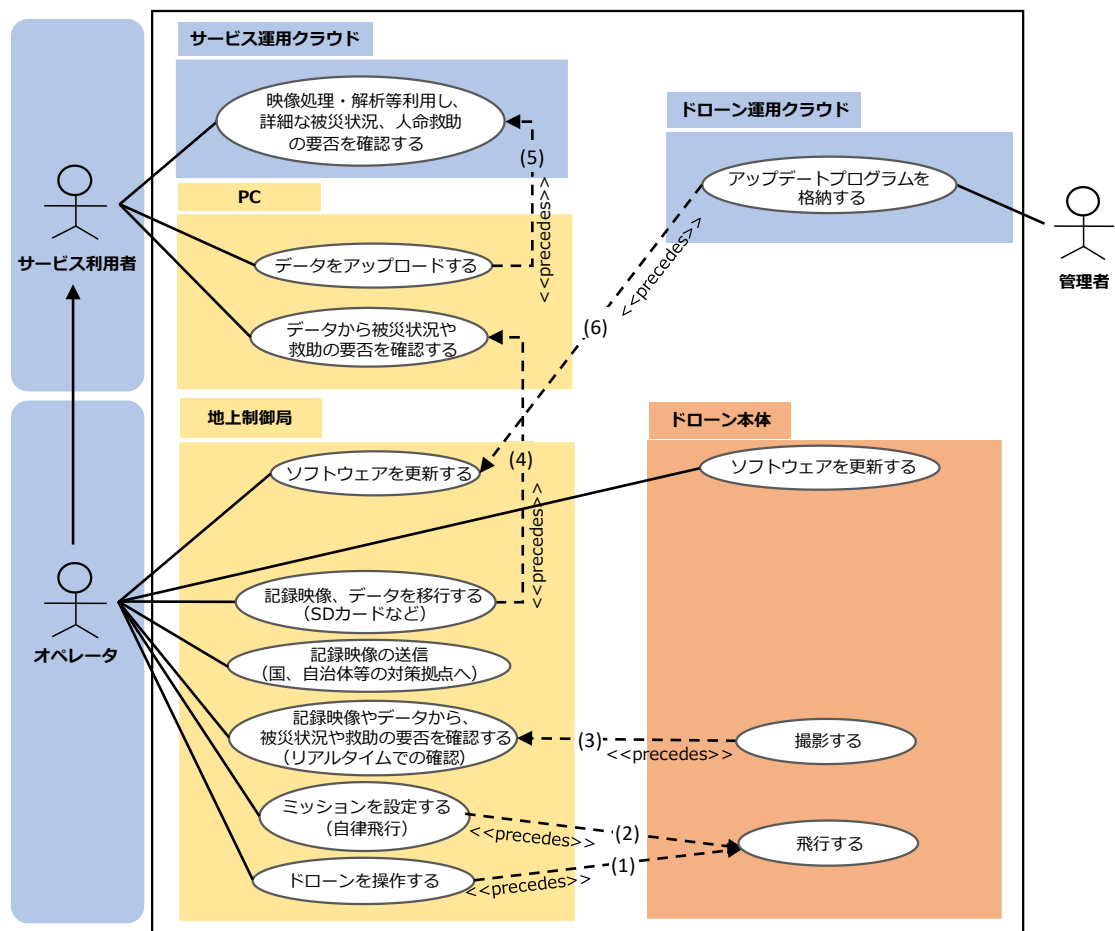 サービス運用クラウド
映像処理・解析等利用し、
詳細な被災状況、人命救助
の要否を確認する
ドローン運用クラウド
(5)
アップデートプログラムを
格納する
<<precedes>>
PC
<<precedes>>
サービス利用者
データをアップロードする
管理者
データから被災状況や
救助の要否を確認する
(6)
地上制御局
ドローン本体
ソフトウェアを更新する
(4)
ソフトウェアを更新する
<<precedes>>
記録映像、データを移行する
(SDカードなど)
オペレータ
記録映像の送信
(国、自治体等の対策拠点へ)
記録映像やデータから、
被災状況や救助の要否を確認する
(リアルタイムでの確認)
(3)
<<precedes>>
撮影する
ミッションを設定する
(自律飛行)
(2)
<<precedes>>
飛行する
(1)
ドローンを操作する
<<precedes>>